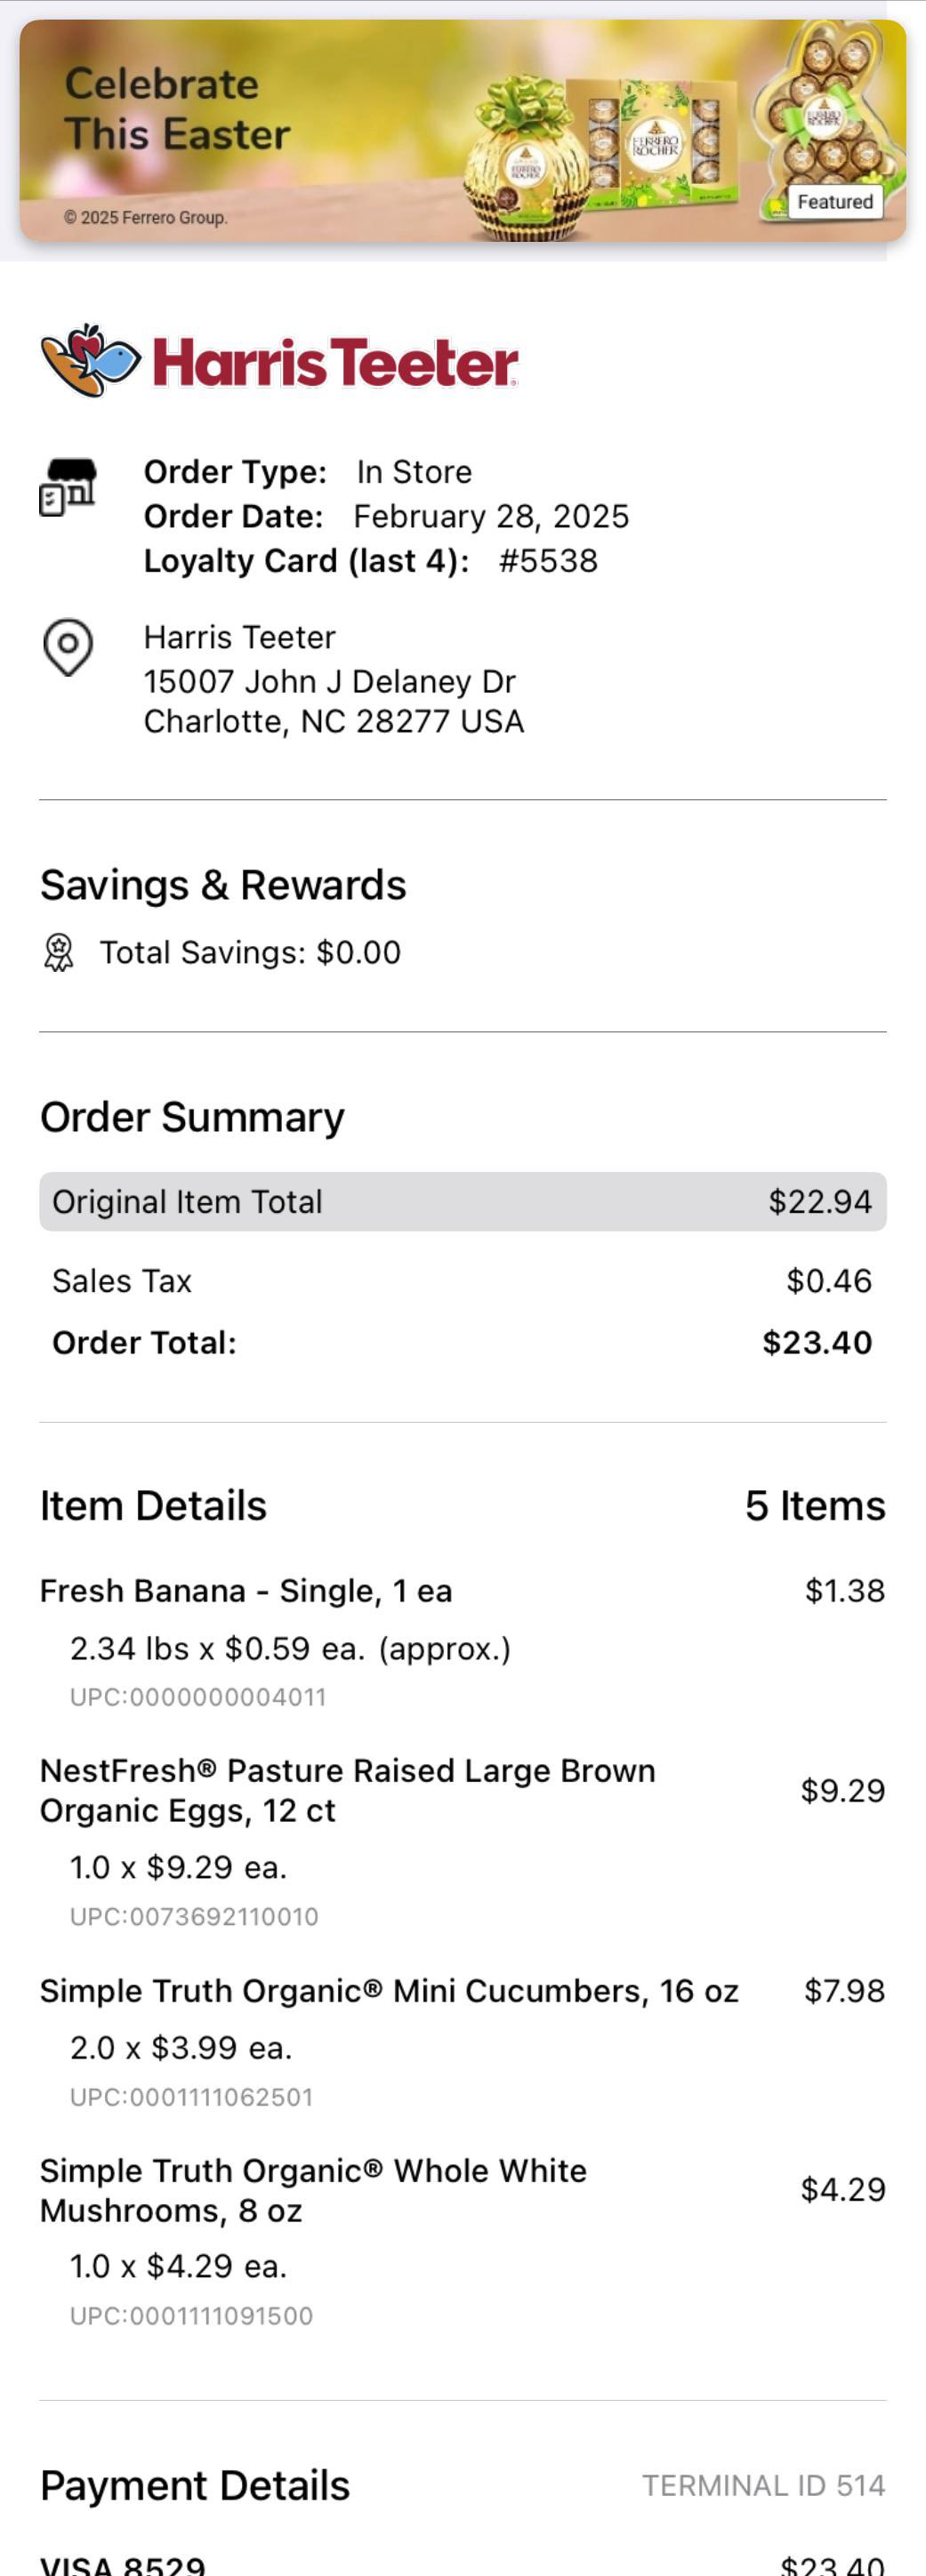 Celebrate
This Easter
© 2025 Ferrero Group.
FERRERO
ROCHER
Featured
Harris Teeter
Order Type: In Store
Order Date: February 28, 2025
Loyalty Card (last 4): #5538
Harris Teeter
15007 John J Delaney Dr
Charlotte, NC 28277 USA
Savings & Rewards
Total Savings: $0.00
Order Summary
Original Item Total $22.94
Sales Tax $0.46
Order Total: $23.40
Item Details 5 Items
Fresh Banana - Single, 1 ea $1.38
2.34 lbs x $0.59 ea. (approx.)
UPC:0000000004011
NestFresh® Pasture Raised Large Brown
Organic Eggs, 12 ct $9.29
1.0 x $9.29 ea.
UPC:0073692110010
Simple Truth Organic® Mini Cucumbers, 16 oz $7.98
2.0 x $3.99 ea.
UPC:0001111062501
Simple Truth Organic® Whole White
Mushrooms, 8 oz $4.29
1.0 x $4.29 ea.
UPC:0001111091500
Payment Details TERMINAL ID 514
VISA 8529 $23.40